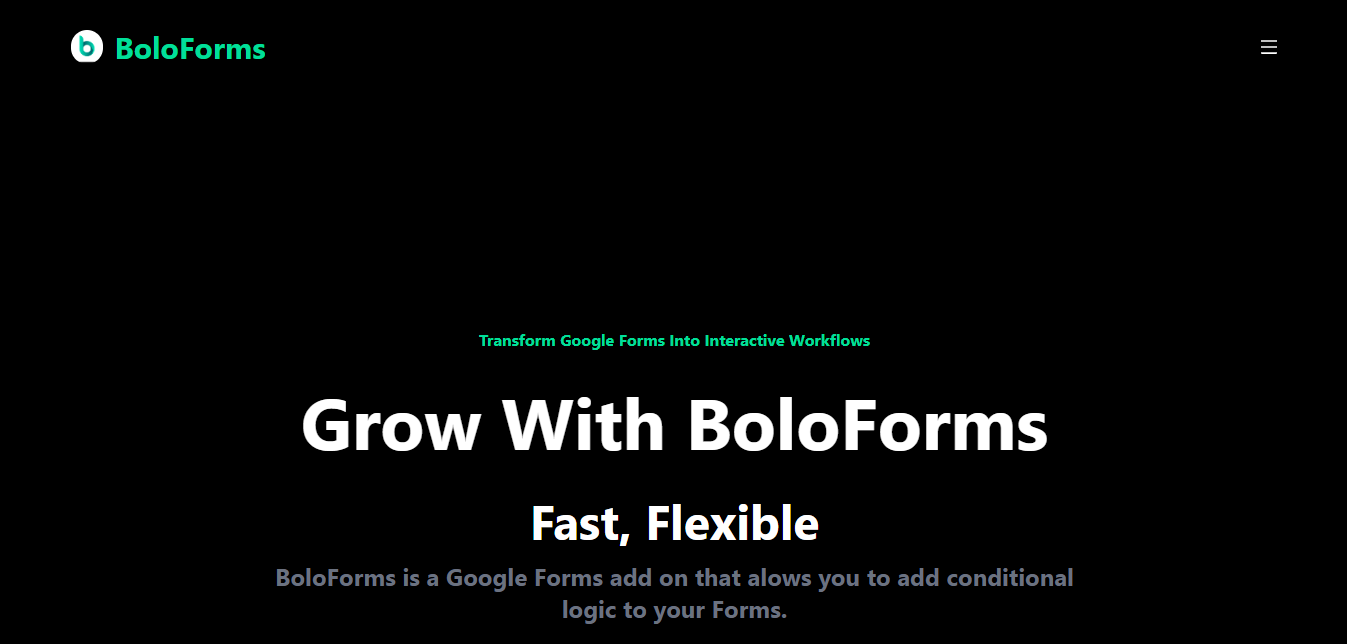 BoloForms
Transform Google Forms Into Interactive Workflows
Grow With BoloForms
Fast, Flexible
BoloForms is a Google Forms add on that alows you to add conditional
logic to your Forms.